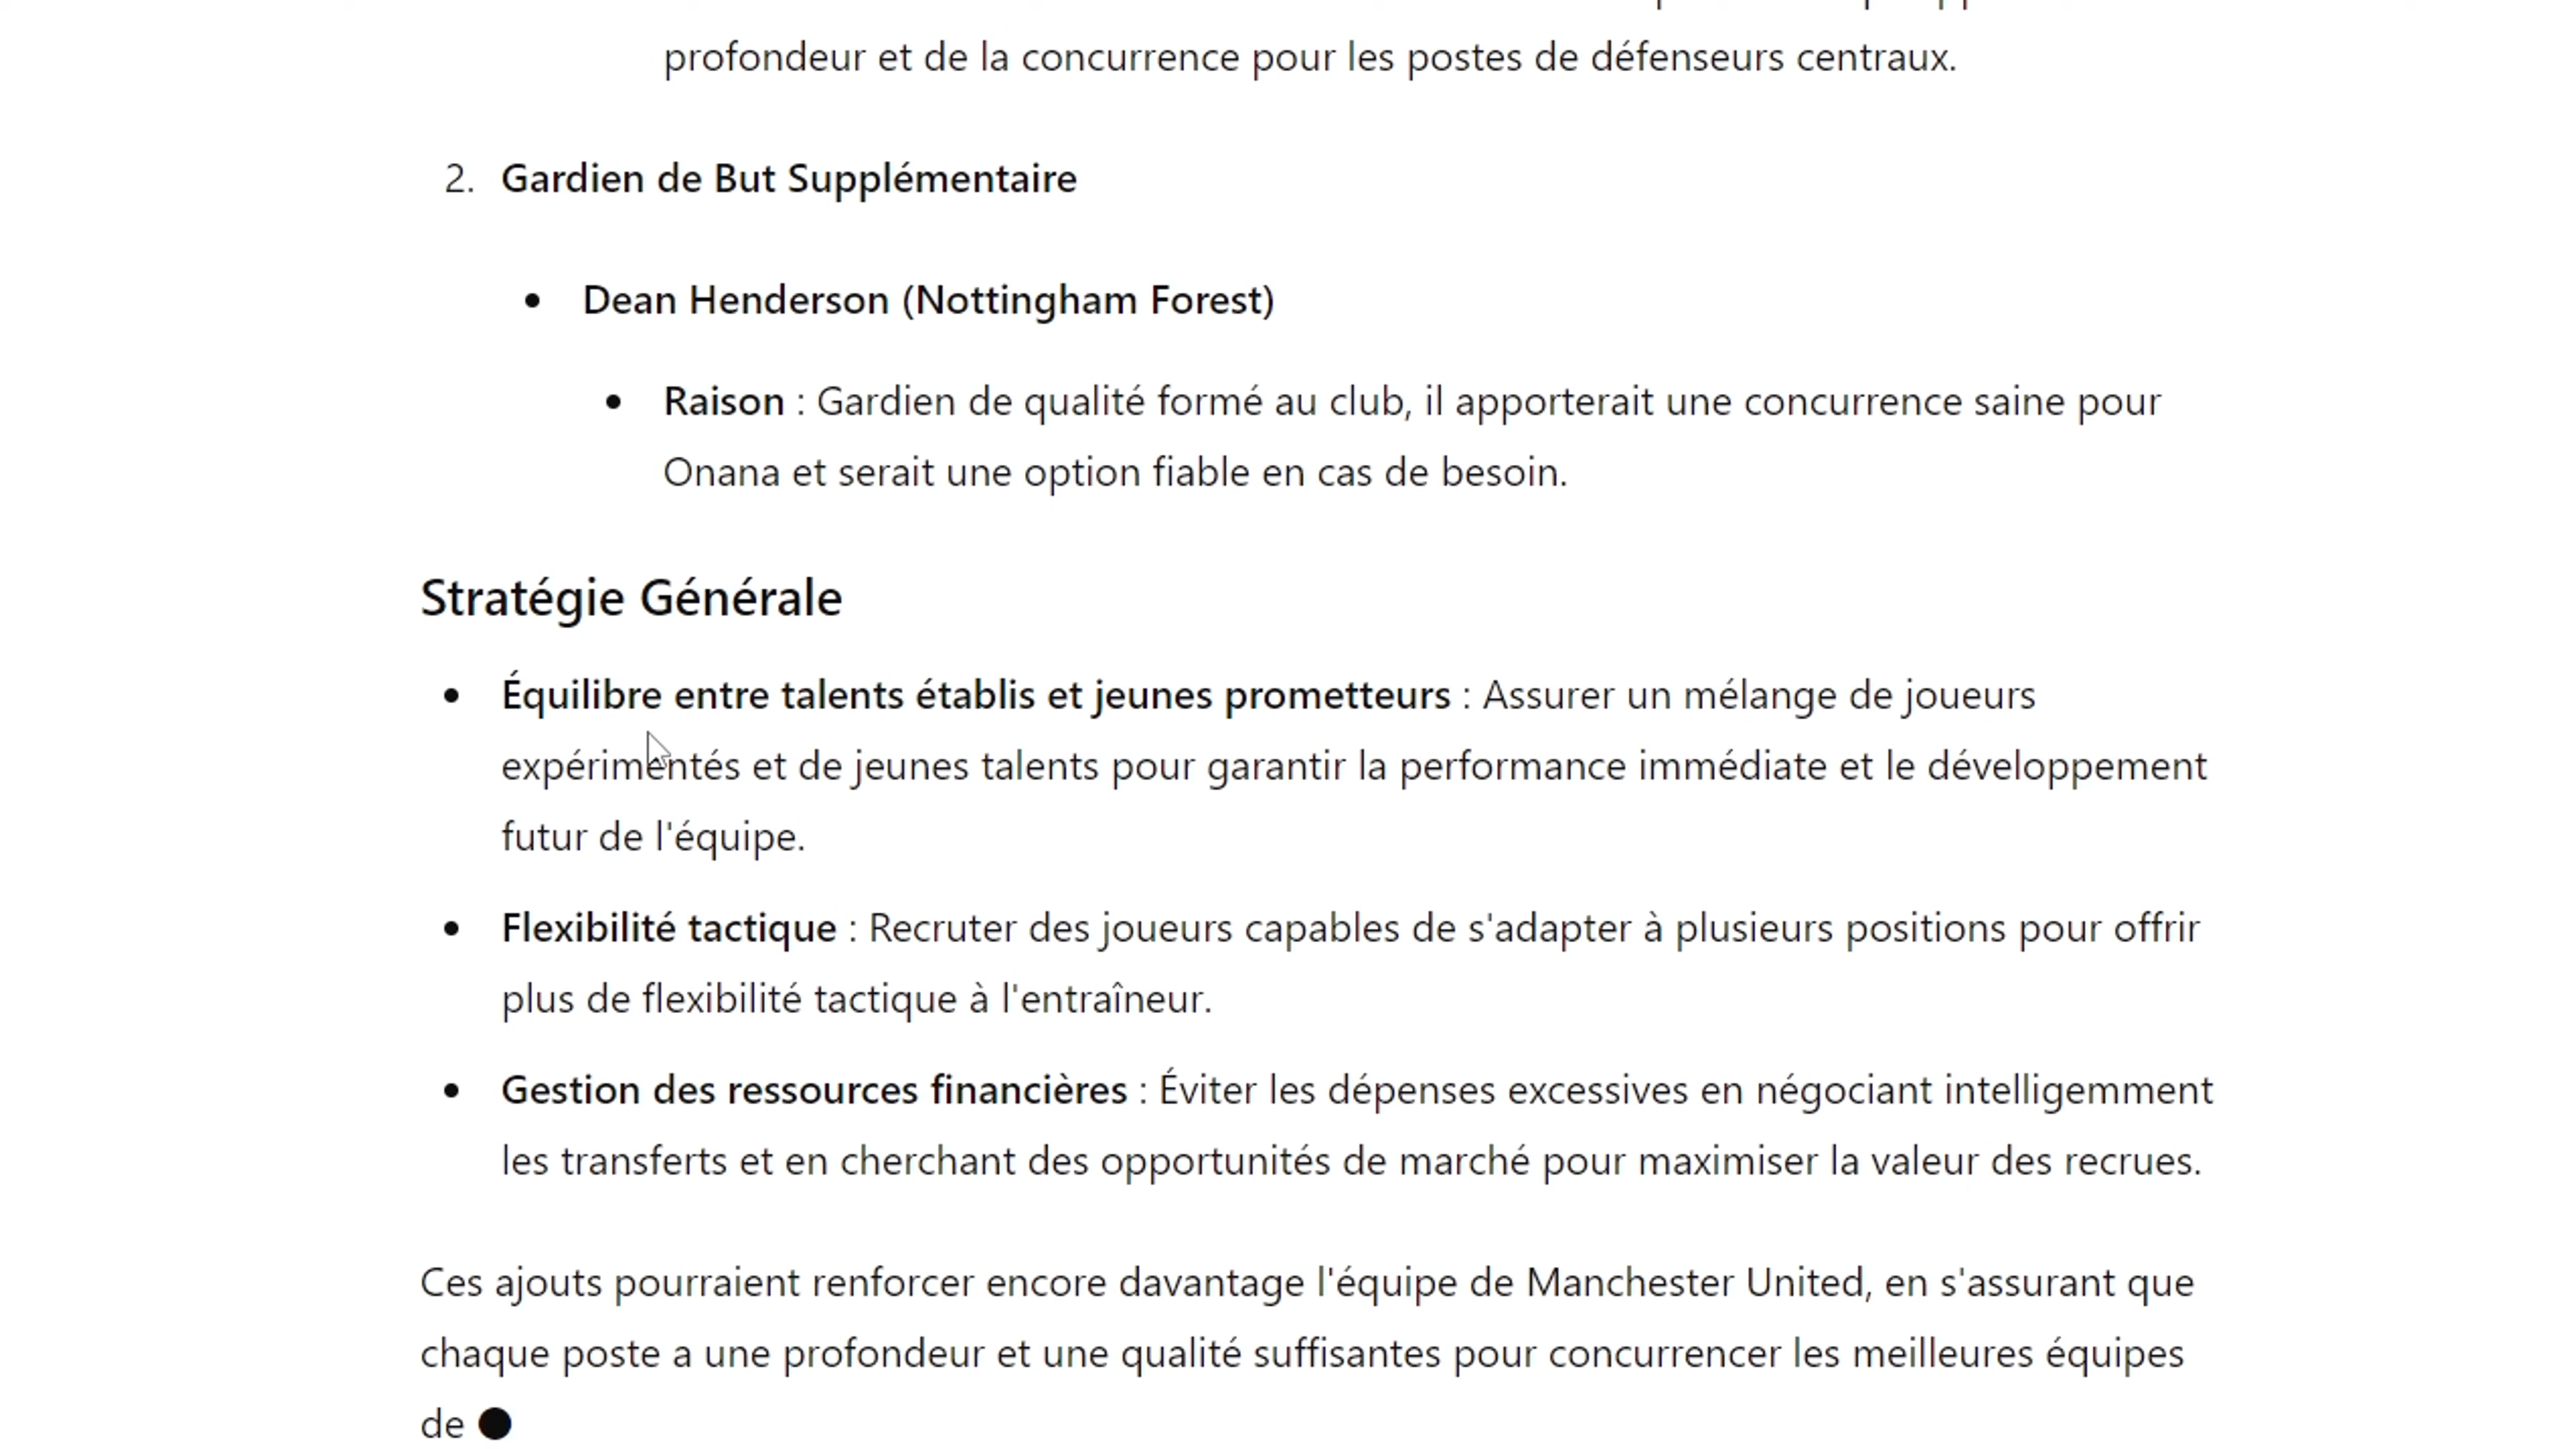 profondeur et de la concurrence pour les postes de défenseurs centraux.
2. Gardien de But Supplémentaire
• Dean Henderson (Nottingham Forest)
• Raison : Gardien de qualité formé au club, il apporterait une concurrence saine pour
Onana et serait une option fiable en cas de besoin.
Stratégie Générale
• Équilibre entre talents établis et jeunes prometteurs : Assurer un mélange de joueurs
expérimentés et de jeunes talents pour garantir la performance immédiate et le développement
futur de l'équipe.
• Flexibilité tactique : Recruter des joueurs capables de s'adapter à plusieurs positions pour offrir
plus de flexibilité tactique à l'entraîneur.
• Gestion des ressources financières : Éviter les dépenses excessives en négociant intelligemment
les transferts et en cherchant des opportunités de marché pour maximiser la valeur des recrues.
Ces ajouts pourraient renforcer encore davantage l'équipe de Manchester United, en s'assurant que
chaque poste a une profondeur et une qualité suffisantes pour concurrencer les meilleures équipes
de